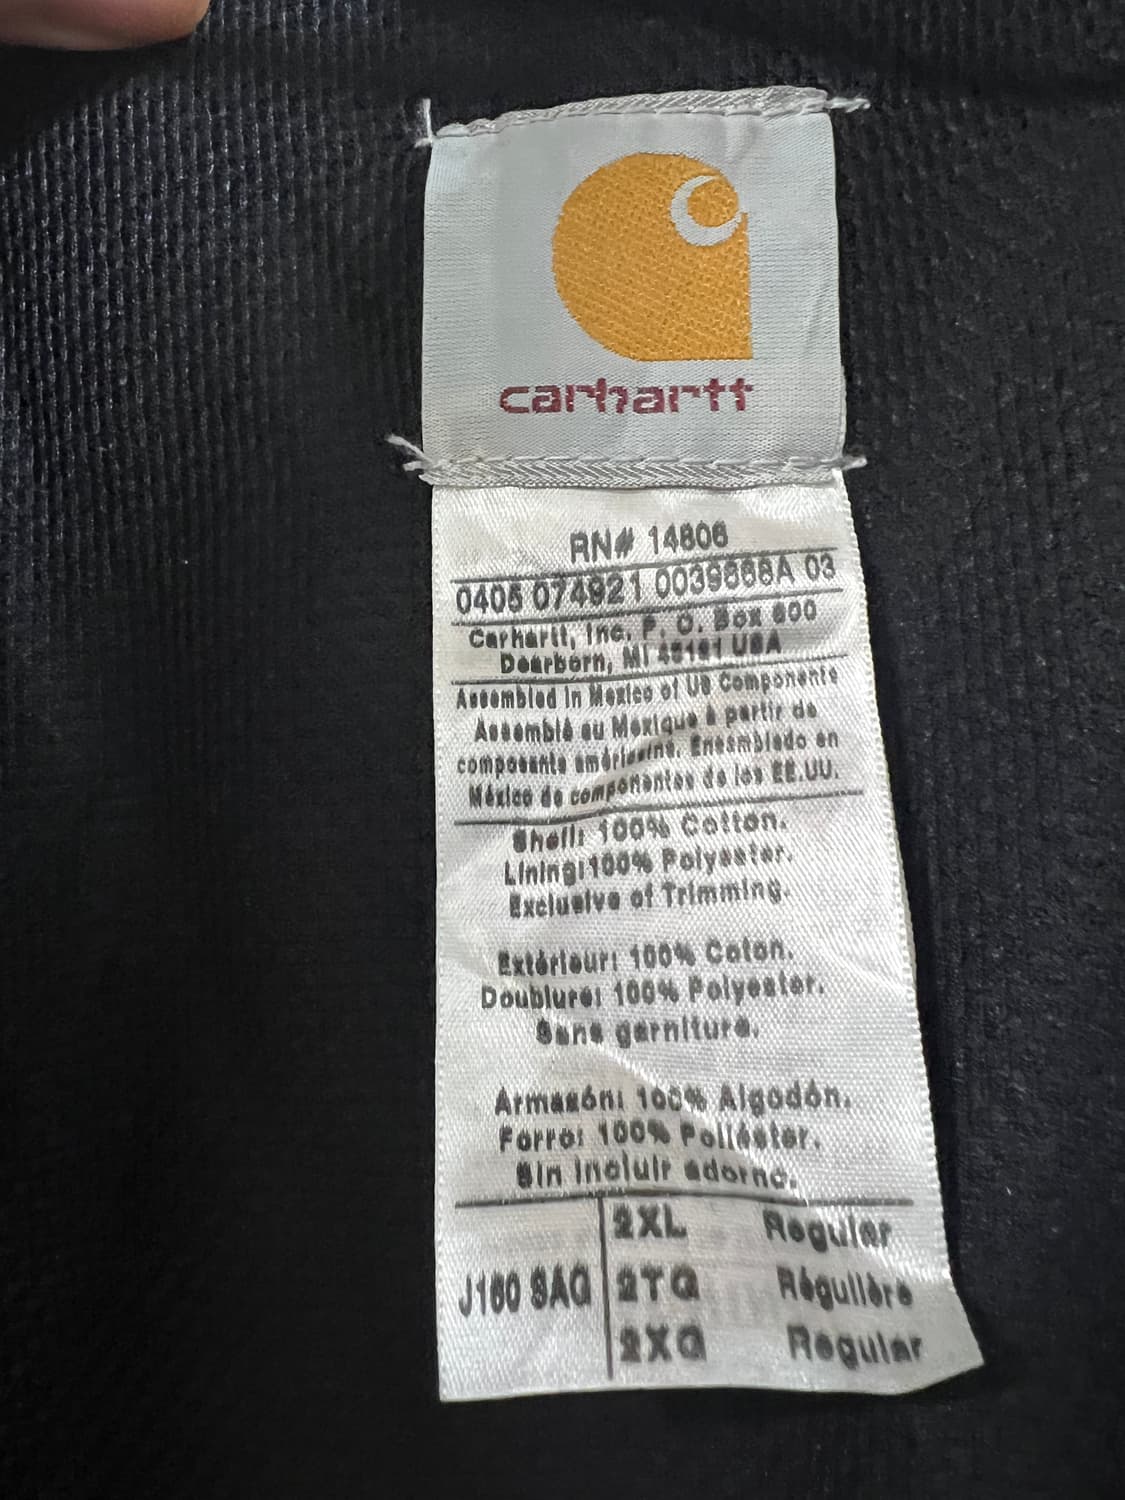 carhartt
RN# 14806
0405 074921 0039868A 03
Carhartt, Inc. P. O. Box 600
Dearborn, MI 48121 USA
Assembled in Mexico of US Components
Assemblé au Mexique à partir de
composants américains. Ensamblado en
México de componentes de los EE.UU.
Shell: 100% Cotton.
Lining: 100% Polyester.
Exclusive of Trimming.
Extérieur: 100% Coton.
Doublure: 100% Polyester.
Sans garniture.
Armazón: 100% Algodón.
Forro: 100% Poliéster.
Sin incluir adorno.
J160 SAG
2XL Regular
2TG Régulière
2XG Regular